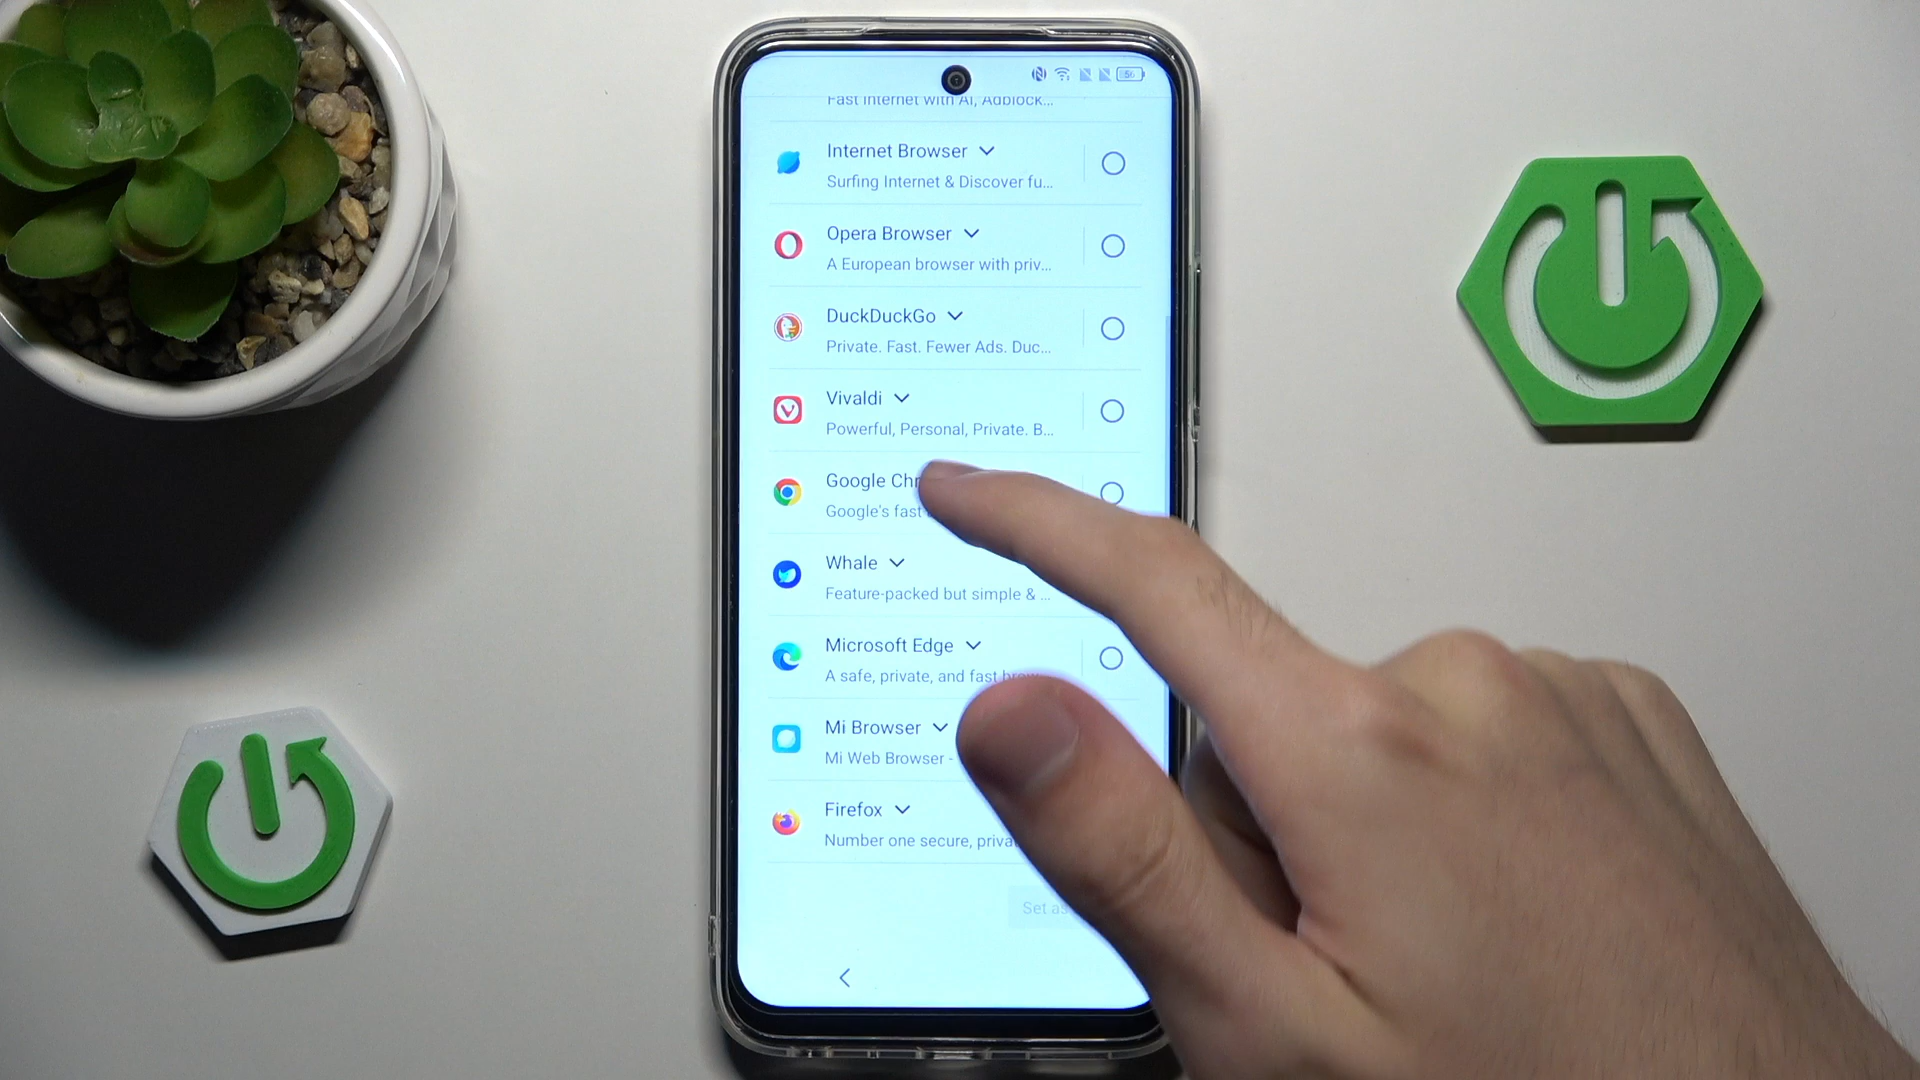 56
Fast internet with AI, Adblock...
Internet Browser
Surfing Internet & Discover fu...
Opera Browser
A European browser with priv...
DuckDuckGo
Private. Fast. Fewer Ads. Duc...
Vivaldi
Powerful, Personal, Private. B...
Google Chr
Google's fast
Whale
Feature-packed but simple & ...
Microsoft Edge
A safe, private, and fast brow...
Mi Browser
Mi Web Browser -
Firefox
Number one secure, priva
Set as